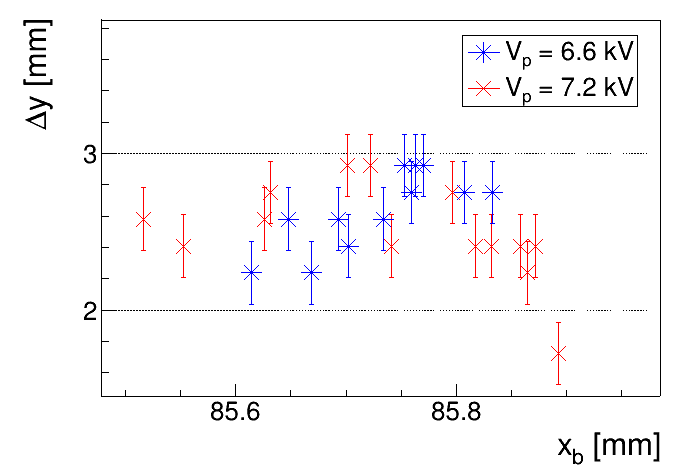 Δy [mm]
V_p = 6.6 kV
V_p = 7.2 kV
3
2
85.6 85.8
x_b [mm]